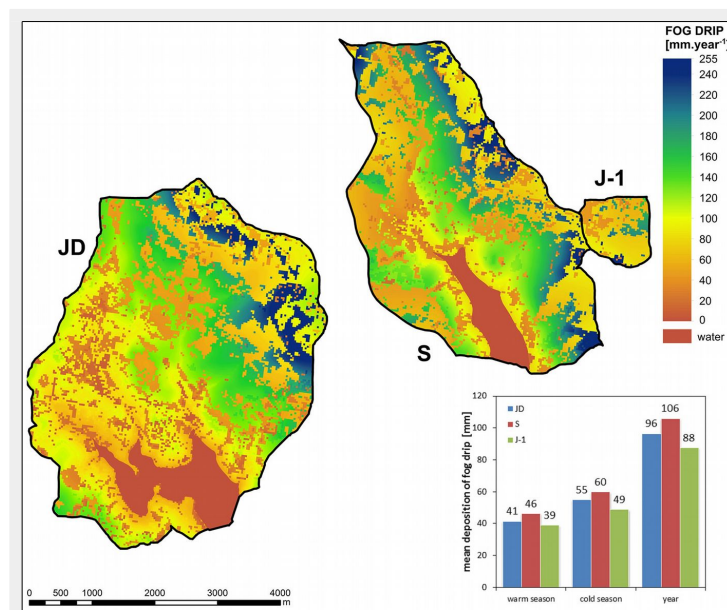 FOG DRIP
[mm.year-1]
255
240
220
200
180
160
140
120
100
80
60
40
20
0
water
J-1
JD
S
mean deposition of fog drip [mm]
120
100
80
60
40
20
0
JD
S
J-1
41 46 39
55 60 49
96 106 88
warm season cold season year
0 500 1000 2000 3000 4000
m